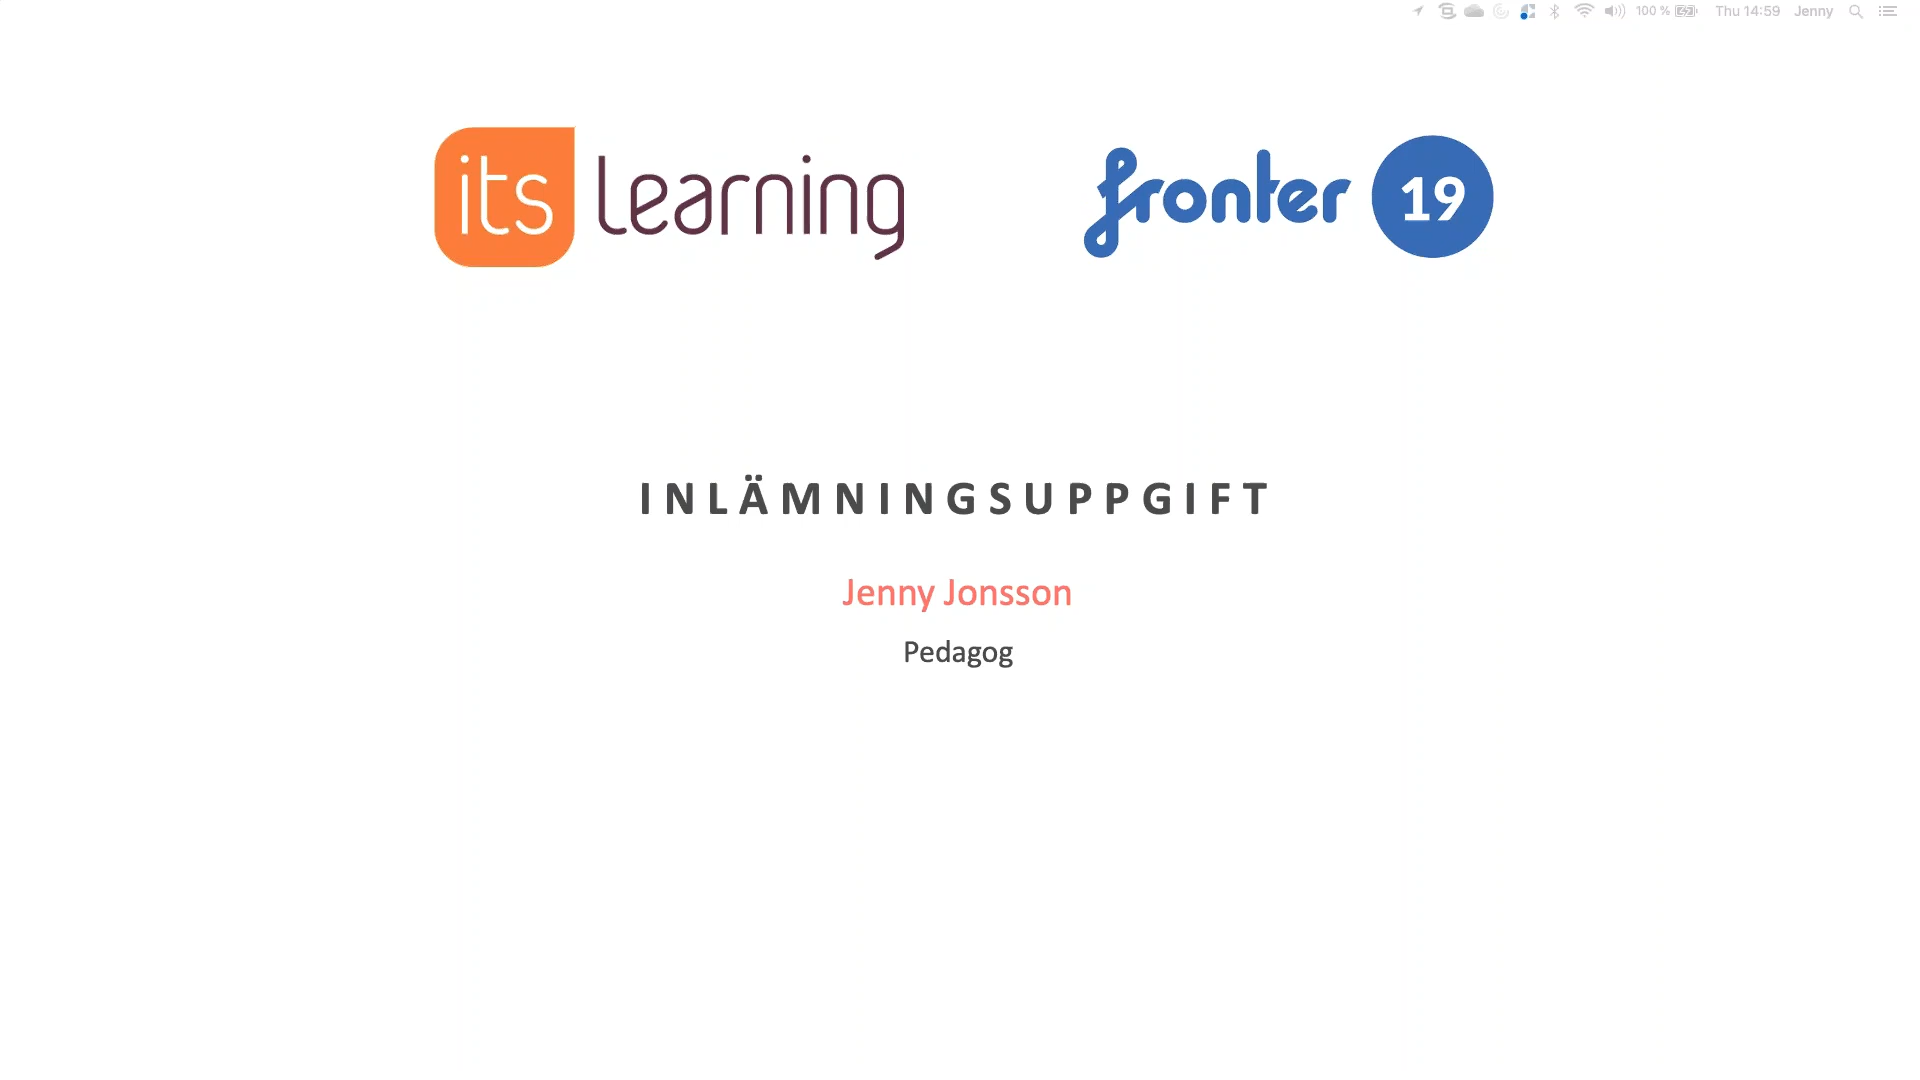 100 % Thu 14:59 Jenny
its learning
fronter 19
INLÄMNINGSUPPGIFT
Jenny Jonsson
Pedagog